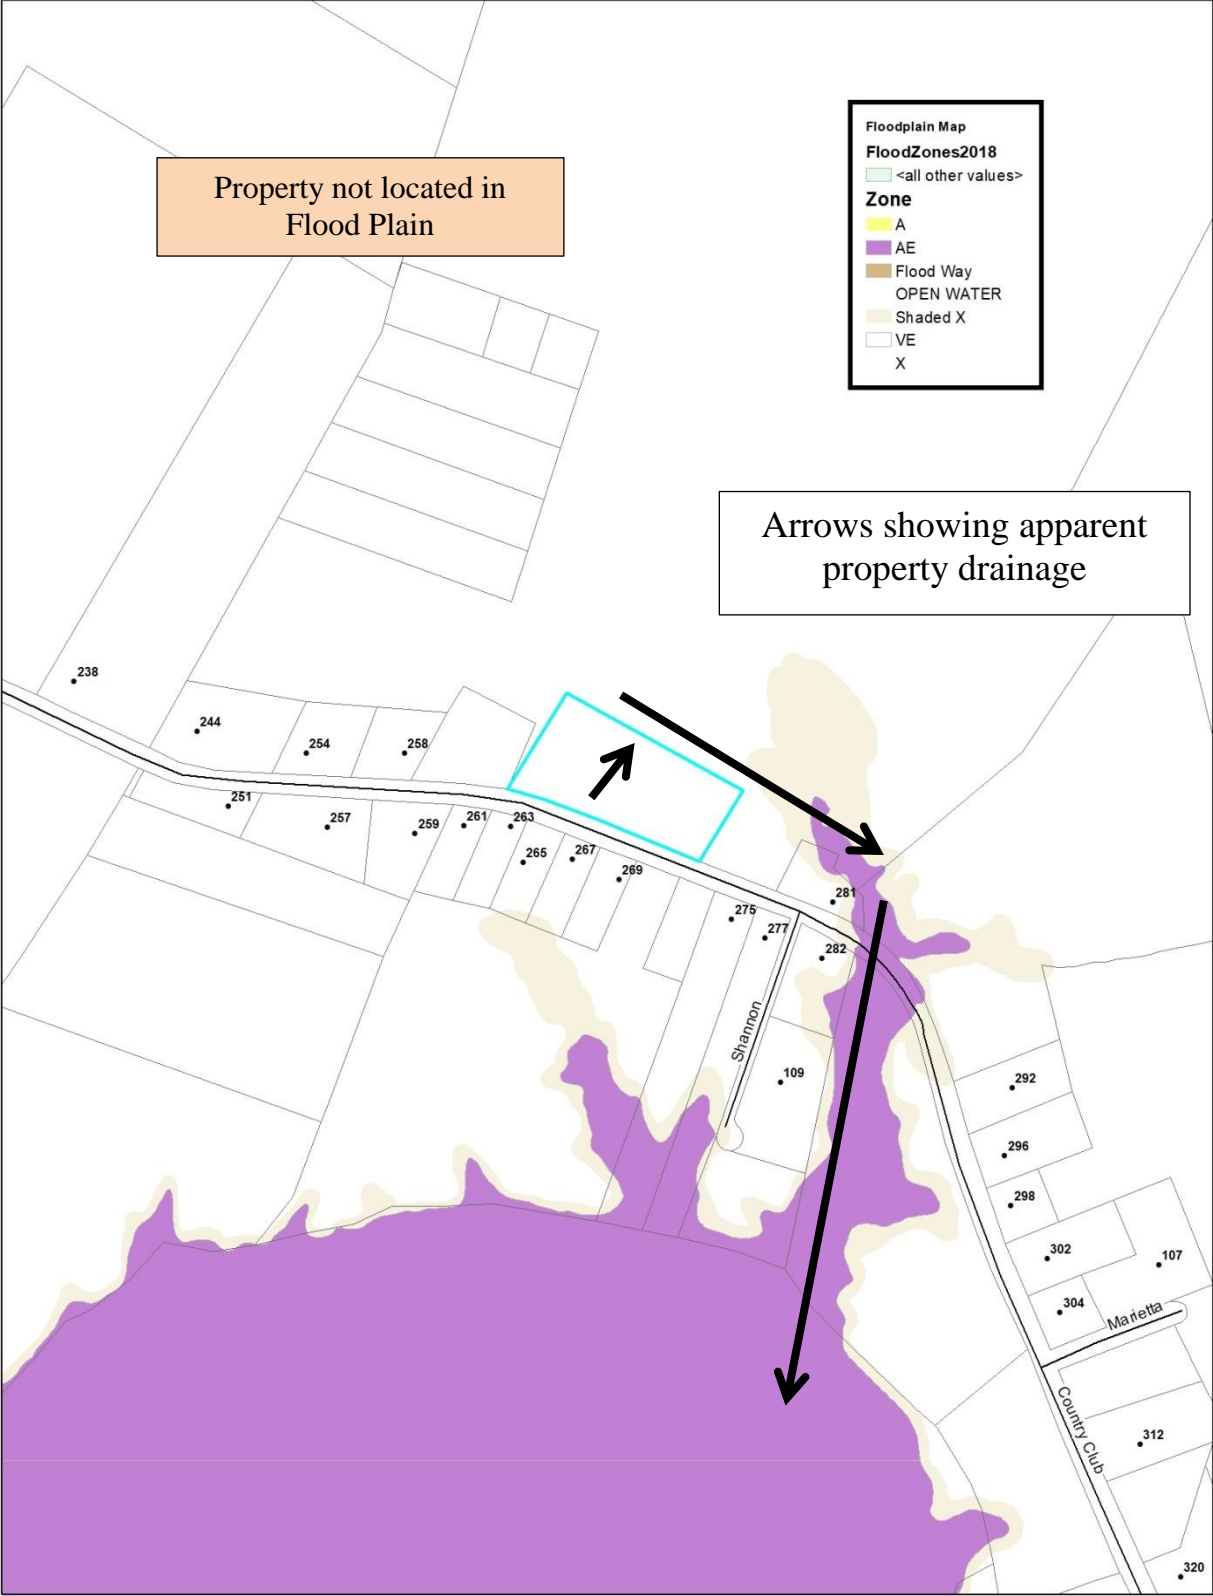 Property not located in
Flood Plain
Floodplain Map
FloodZones2018
<all other values>
Zone
A
AE
Flood Way
OPEN WATER
Shaded X
VE
X
Arrows showing apparent
property drainage
238
244
254
258
251
257
259
261
263
265
267
269
275
277
281
282
Shannon
109
292
296
298
302
107
304
Marietta
Country Club
312
320